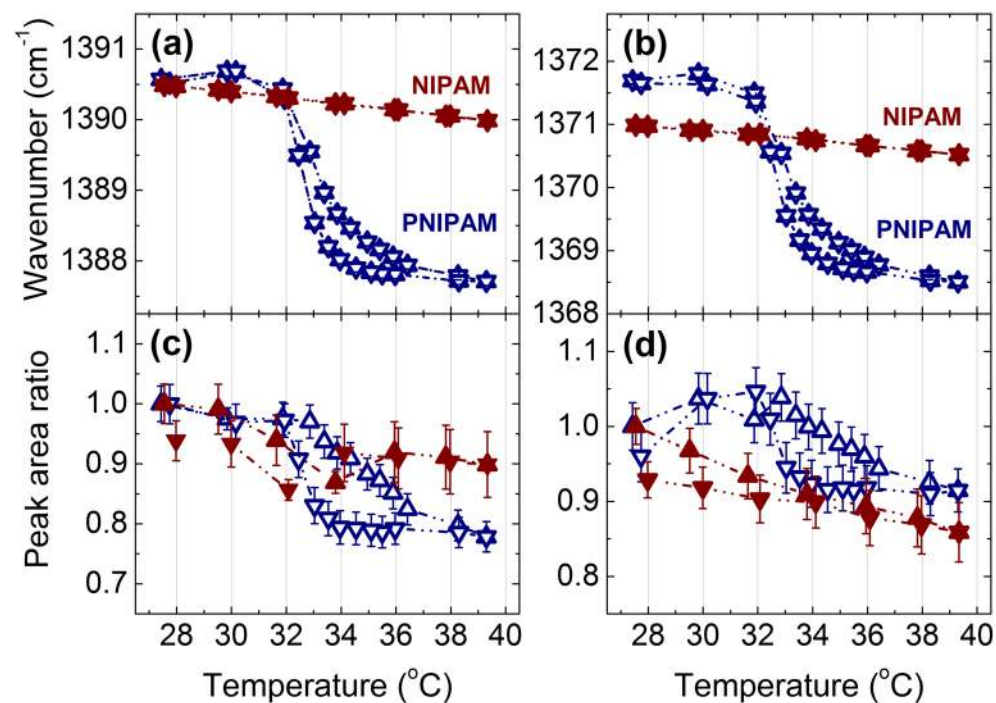 (a)
NIPAM
Wavenumber (cm⁻¹)
1391
1390
1389
1388
(b)
NIPAM
PNIPAM
1372
1371
1370
1369
1368
(c)
Peak area ratio
1.1
1.0
0.9
0.8
0.7
28 30 32 34 36 38 40
Temperature (°C)
(d)
1.1
1.0
0.9
0.8
28 30 32 34 36 38 40
Temperature (°C)
PNIPAM